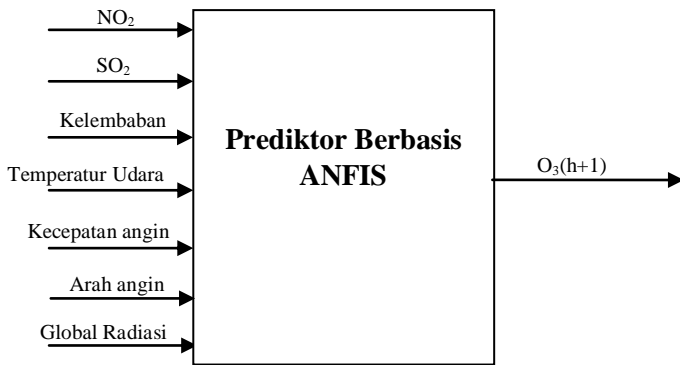 NO₂
SO₂
Kelembaban
Temperatur Udara
Kecepatan angin
Arah angin
Global Radiasi
Prediktor Berbasis
ANFIS
O₃(h+1)